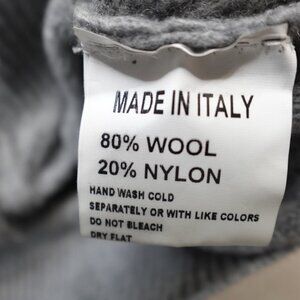 MADE IN ITALY
80% WOOL
20% NYLON
HAND WASH COLD
SEPARATELY OR WITH LIKE COLORS
DO NOT BLEACH
DRY FLAT